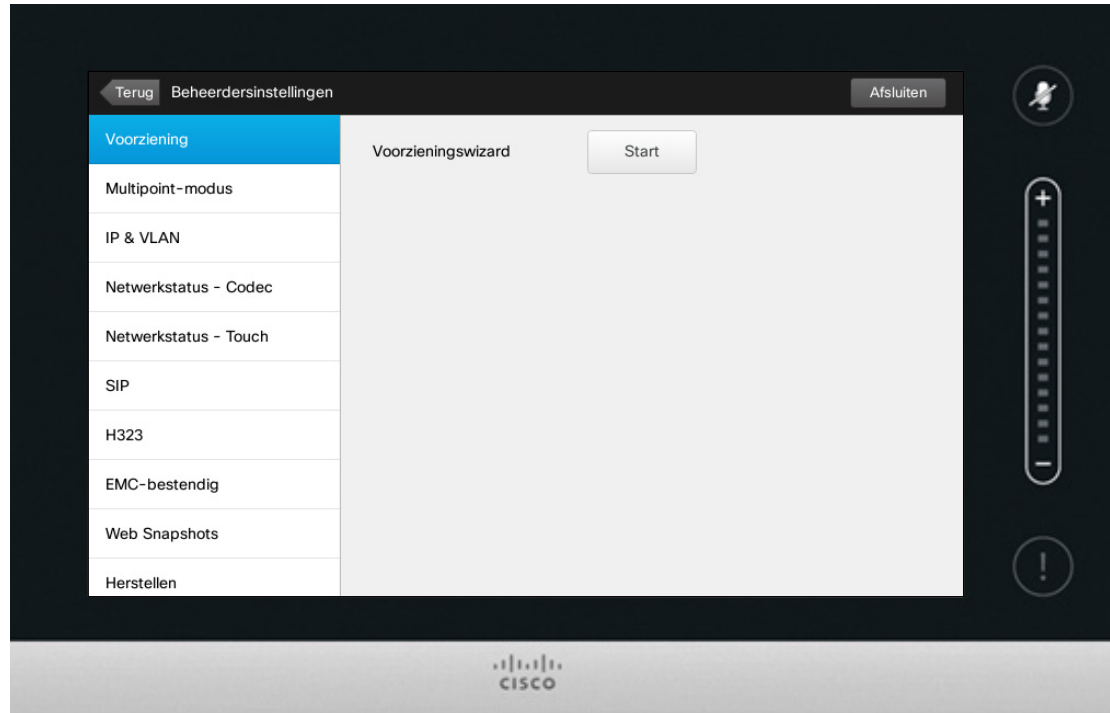 Terug Beheerdersinstellingen Afsluiten
Voorziening
Voorzieningswizard Start
Multipoint-modus
IP & VLAN
Netwerkstatus - Codec
Netwerkstatus - Touch
SIP
H323
EMC-bestendig
Web Snapshots
Herstellen
CISCO